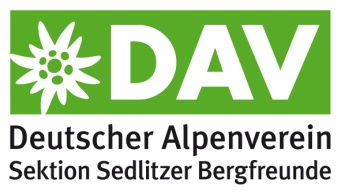 DAV
Deutscher Alpenverein
Sektion Sedlitzer Bergfreunde